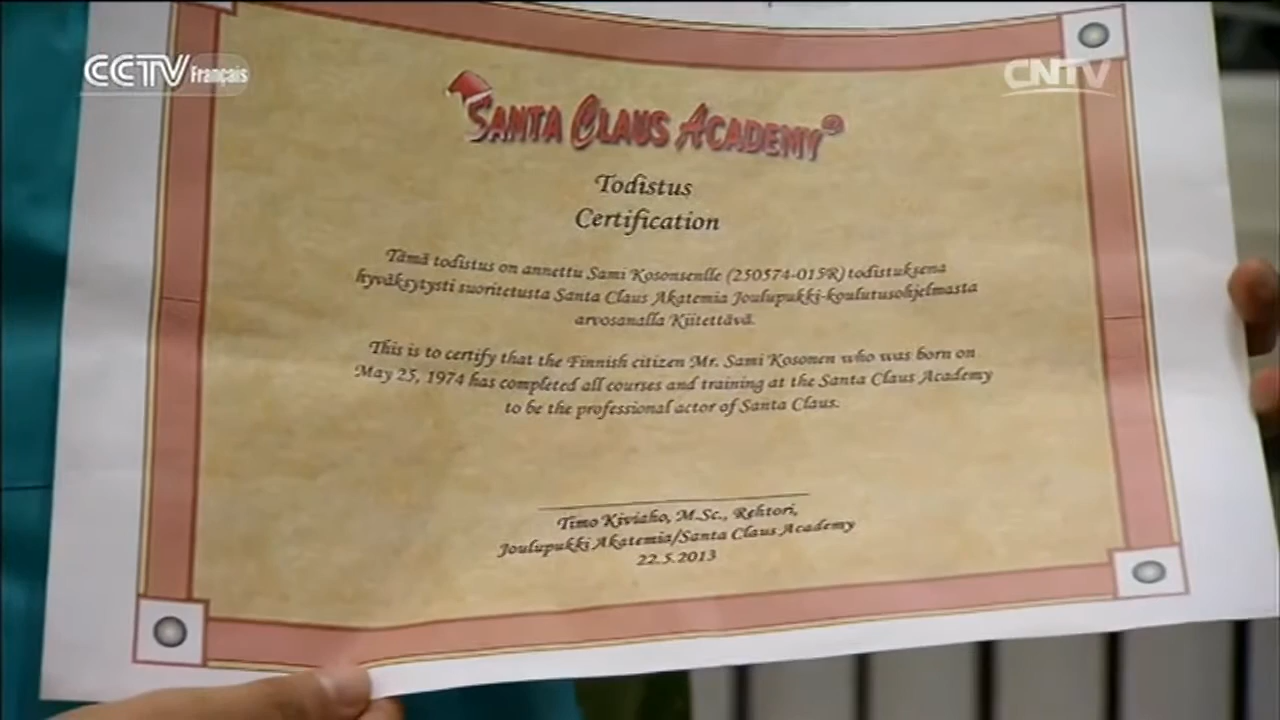 CCTV Français
CNTV
SANTA CLAUS ACADEMY®
Todistus
Certification
Tämä todistus on annettu Sami Kosonsenlle (250574-015R) todistuksena
hyväksytysti suoritetusta Santa Claus Akatemia Joulupukki-koulutusohjelmasta
arvosanalla Kiitettävä.
This is to certify that the Finnish citizen Mr. Sami Kosonen who was born on
May 25, 1974 has completed all courses and training at the Santa Claus Academy
to be the professional actor of Santa Claus.
Timo Kiviaho, M.Sc., Rehtori,
Joulupukki Akatemia/Santa Claus Academy
22.5.2013